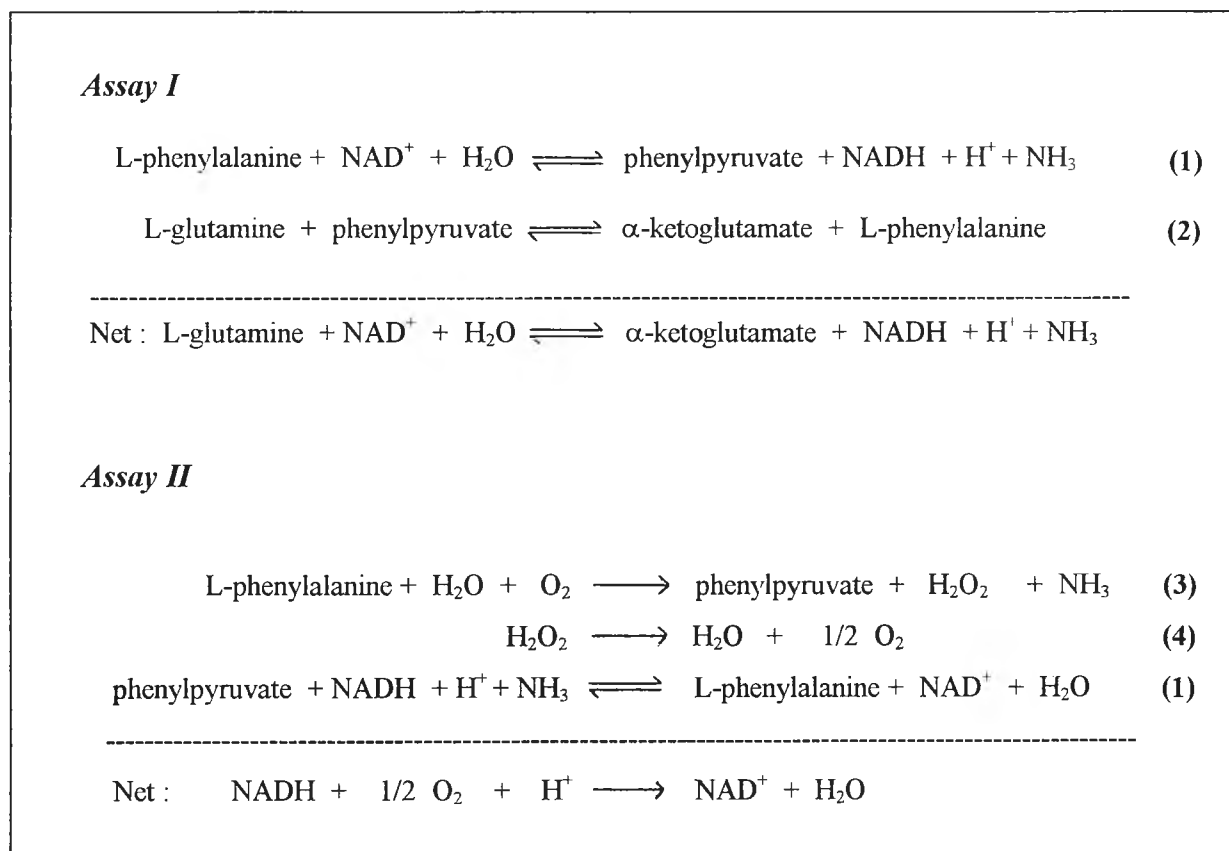 Assay I
L-phenylalanine + NAD⁺ + H₂O ⇌ phenylpyruvate + NADH + H⁺ + NH₃ (1)
L-glutamine + phenylpyruvate ⇌ α-ketoglutamate + L-phenylalanine (2)
Net : L-glutamine + NAD⁺ + H₂O ⇌ α-ketoglutamate + NADH + H⁺ + NH₃
Assay II
L-phenylalanine + H₂O + O₂ → phenylpyruvate + H₂O₂ + NH₃ (3)
H₂O₂ → H₂O + 1/2 O₂ (4)
phenylpyruvate + NADH + H⁺ + NH₃ ⇌ L-phenylalanine + NAD⁺ + H₂O (1)
Net : NADH + 1/2 O₂ + H⁺ → NAD⁺ + H₂O